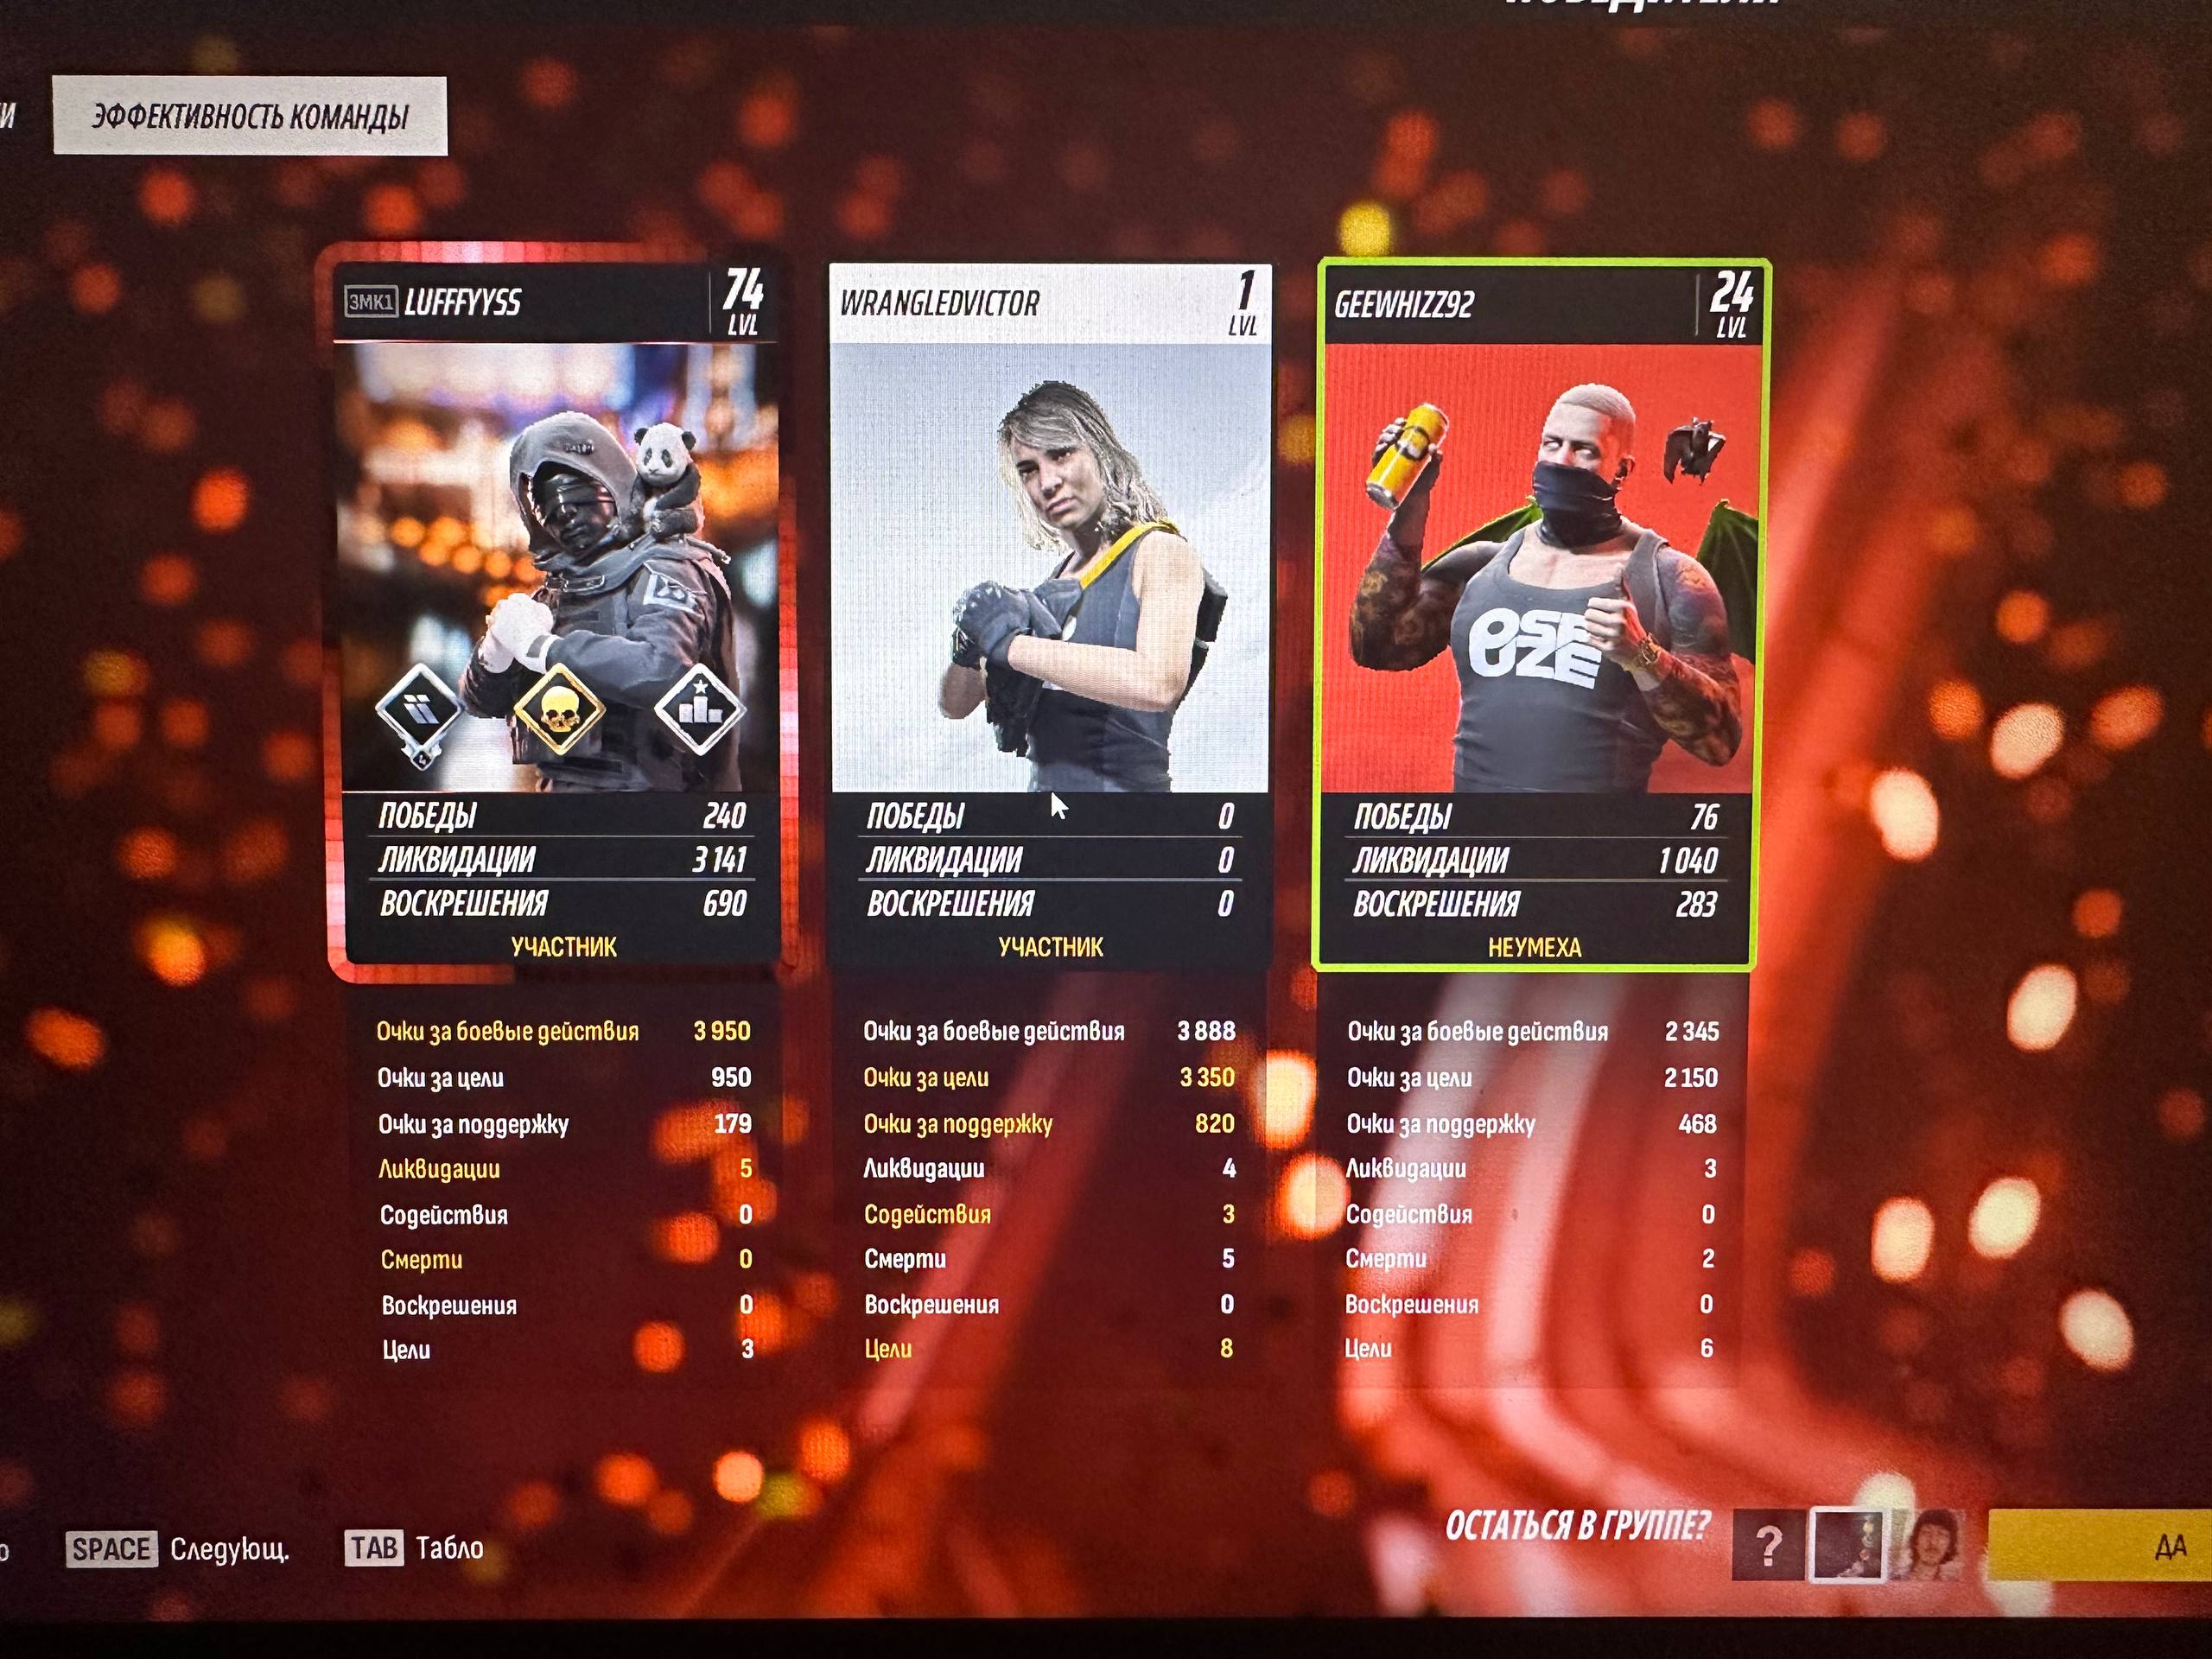 ЭФФЕКТИВНОСТЬ КОМАНДЫ
3MK1 LUFFFYYSS 74 LVL
ПОБЕДЫ 240
ЛИКВИДАЦИИ 3 141
ВОСКРЕШЕНИЯ 690
УЧАСТНИК
Очки за боевые действия 3 950
Очки за цели 950
Очки за поддержку 179
Ликвидации 5
Содействия 0
Смерти 0
Воскрешения 0
Цели 3
WRANGLEDVICTOR 1 LVL
ПОБЕДЫ 0
ЛИКВИДАЦИИ 0
ВОСКРЕШЕНИЯ 0
УЧАСТНИК
Очки за боевые действия 3 888
Очки за цели 3 350
Очки за поддержку 820
Ликвидации 4
Содействия 3
Смерти 5
Воскрешения 0
Цели 8
GEEWHIZZ92 24 LVL
ПОБЕДЫ 76
ЛИКВИДАЦИИ 1 040
ВОСКРЕШЕНИЯ 283
НЕУМЕХА
Очки за боевые действия 2 345
Очки за цели 2 150
Очки за поддержку 468
Ликвидации 3
Содействия 0
Смерти 2
Воскрешения 0
Цели 6
SPACE Следующ. TAB Табло
ОСТАТЬСЯ В ГРУППЕ? ? ДА